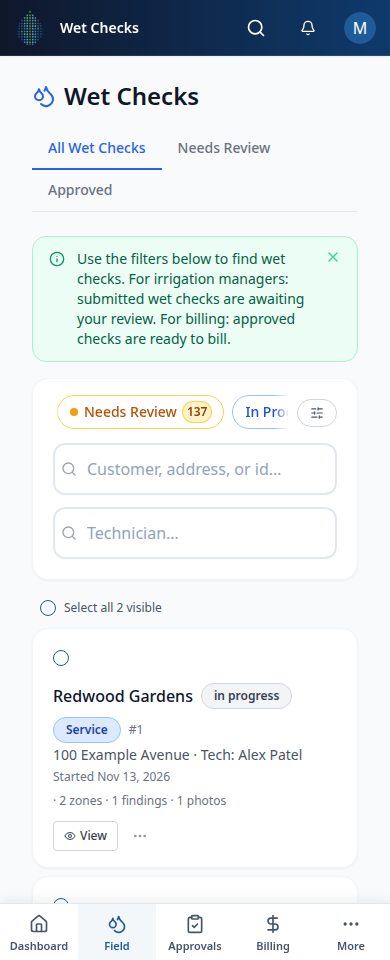 Wet Checks
M
Wet Checks
All Wet Checks
Needs Review
Approved
Use the filters below to find wet
checks. For irrigation managers:
submitted wet checks are awaiting
your review. For billing: approved
checks are ready to bill.
Needs Review 137
In Pro
Customer, address, or id...
Technician...
Select all 2 visible
Redwood Gardens
in progress
Service
#1
100 Example Avenue · Tech: Alex Patel
Started Nov 13, 2026
· 2 zones · 1 findings · 1 photos
View
Dashboard
Field
Approvals
Billing
More